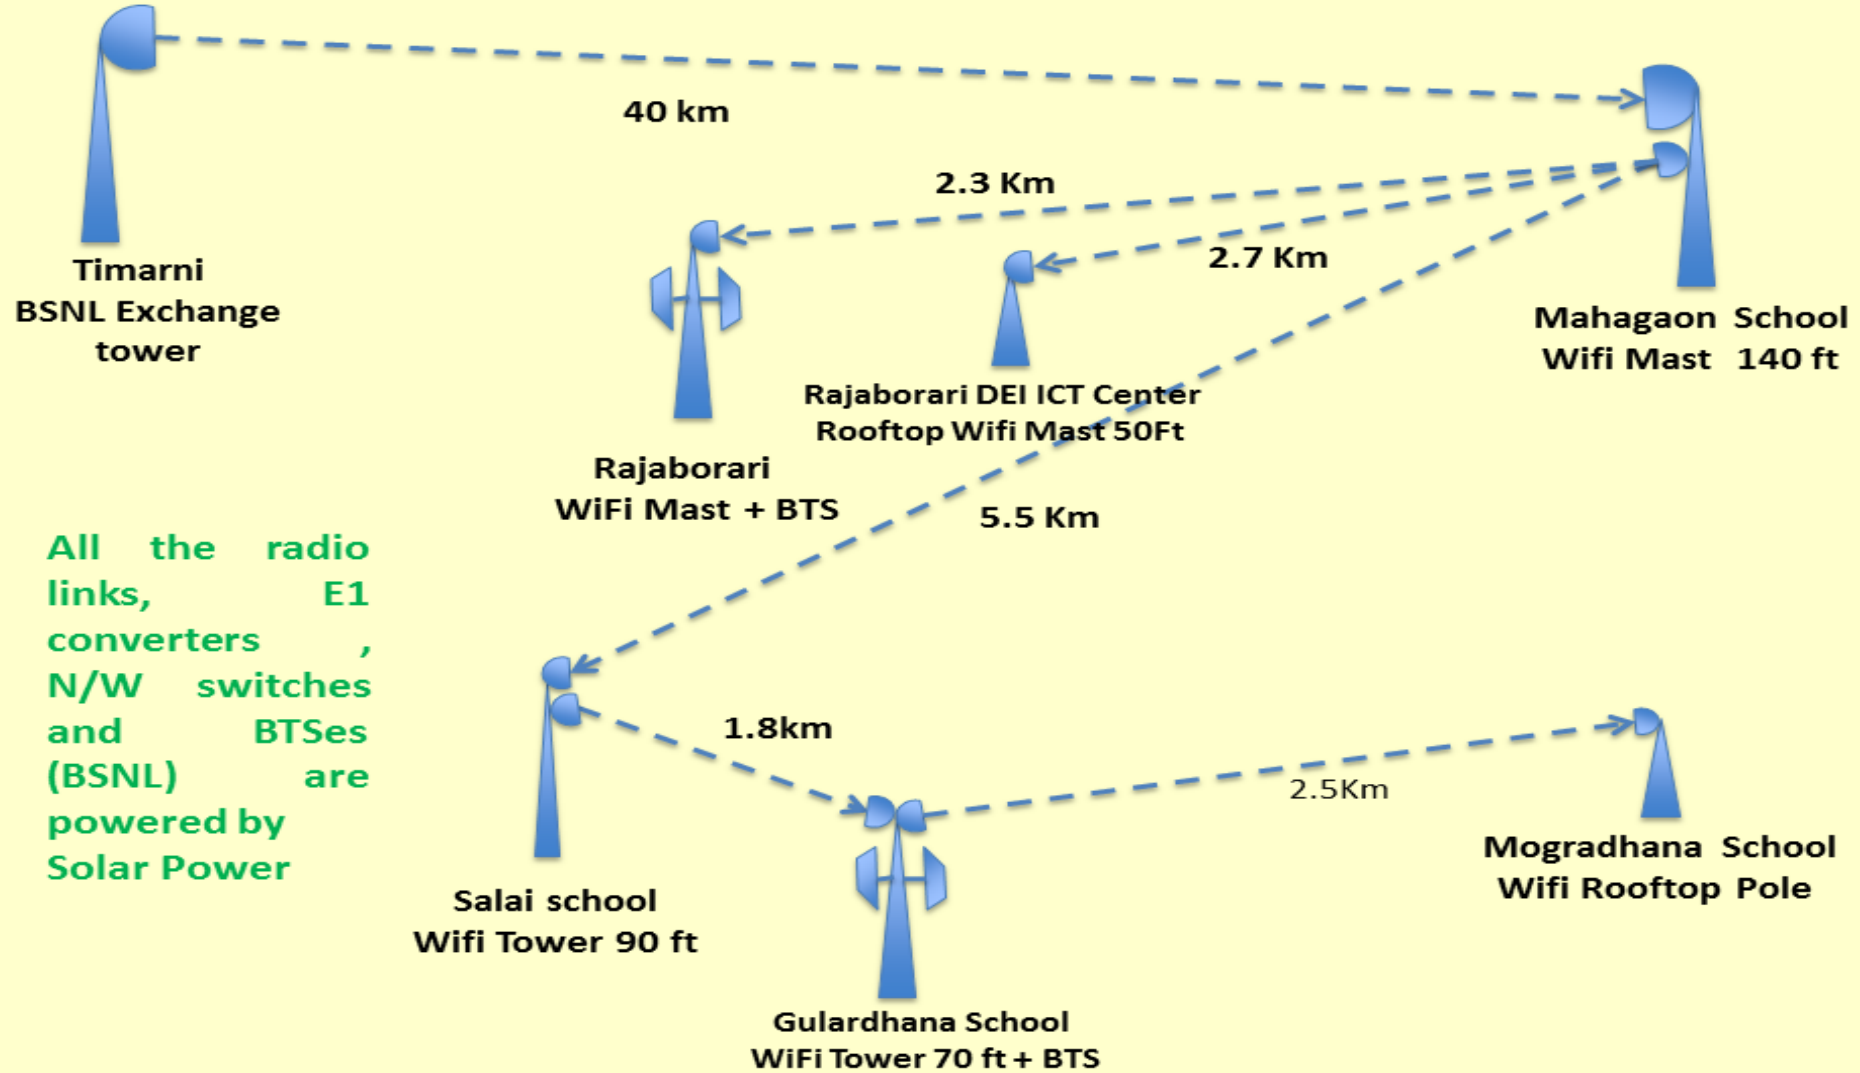 40 km
2.3 Km
2.7 Km
Timarni
BSNL Exchange
tower
Mahagaon School
Wifi Mast 140 ft
Rajaborari DEI ICT Center
Rooftop Wifi Mast 50Ft
Rajaborari
WiFi Mast + BTS
5.5 Km
All the radio
links, E1
converters ,
N/W switches
and BTSes
(BSNL) are
powered by
Solar Power
1.8km
2.5Km
Mogradhana School
Wifi Rooftop Pole
Salai school
Wifi Tower 90 ft
Gulardhana School
WiFi Tower 70 ft + BTS